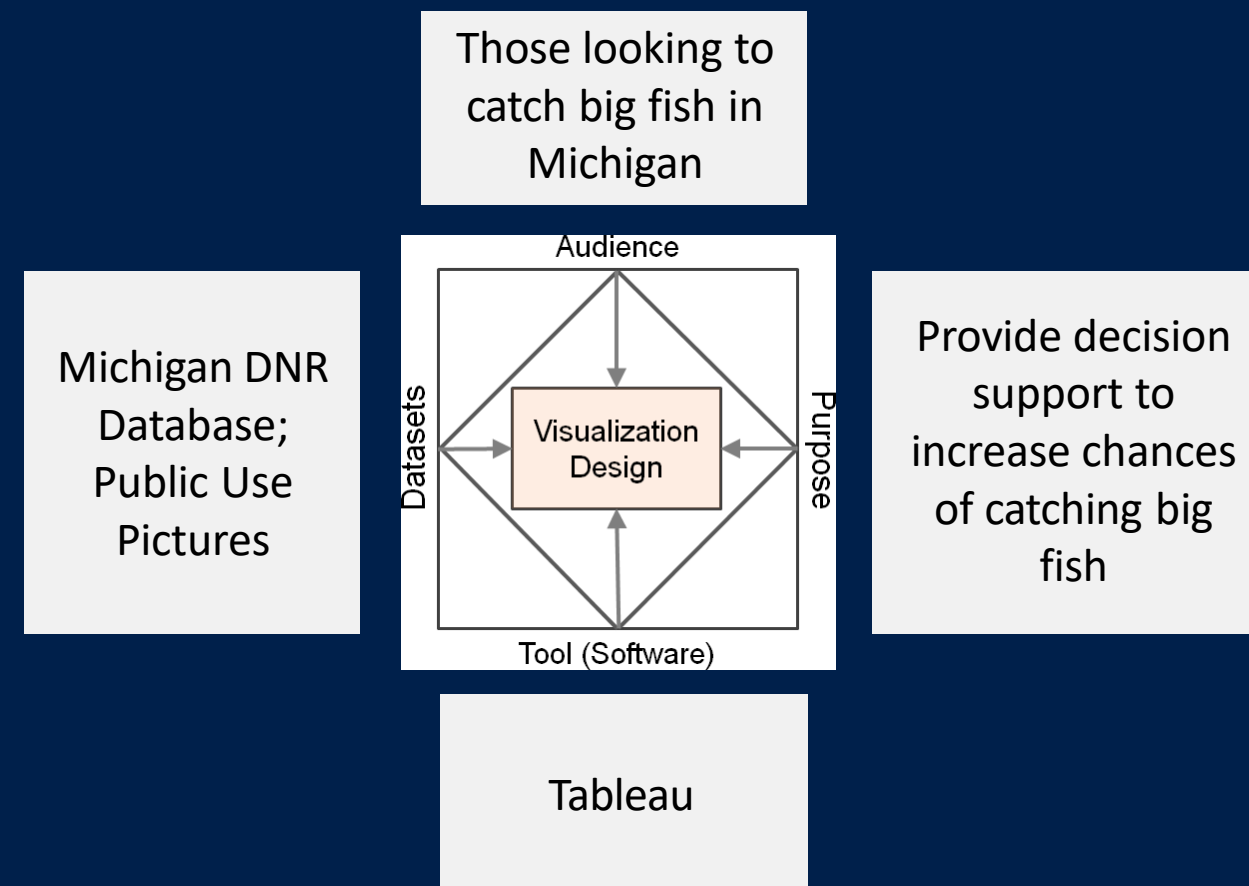 Those looking to
catch big fish in
Michigan
Audience
Michigan DNR
Database;
Public Use
Pictures
Datasets
Visualization
Design
Purpose
Provide decision
support to
increase chances
of catching big
fish
Tool (Software)
Tableau